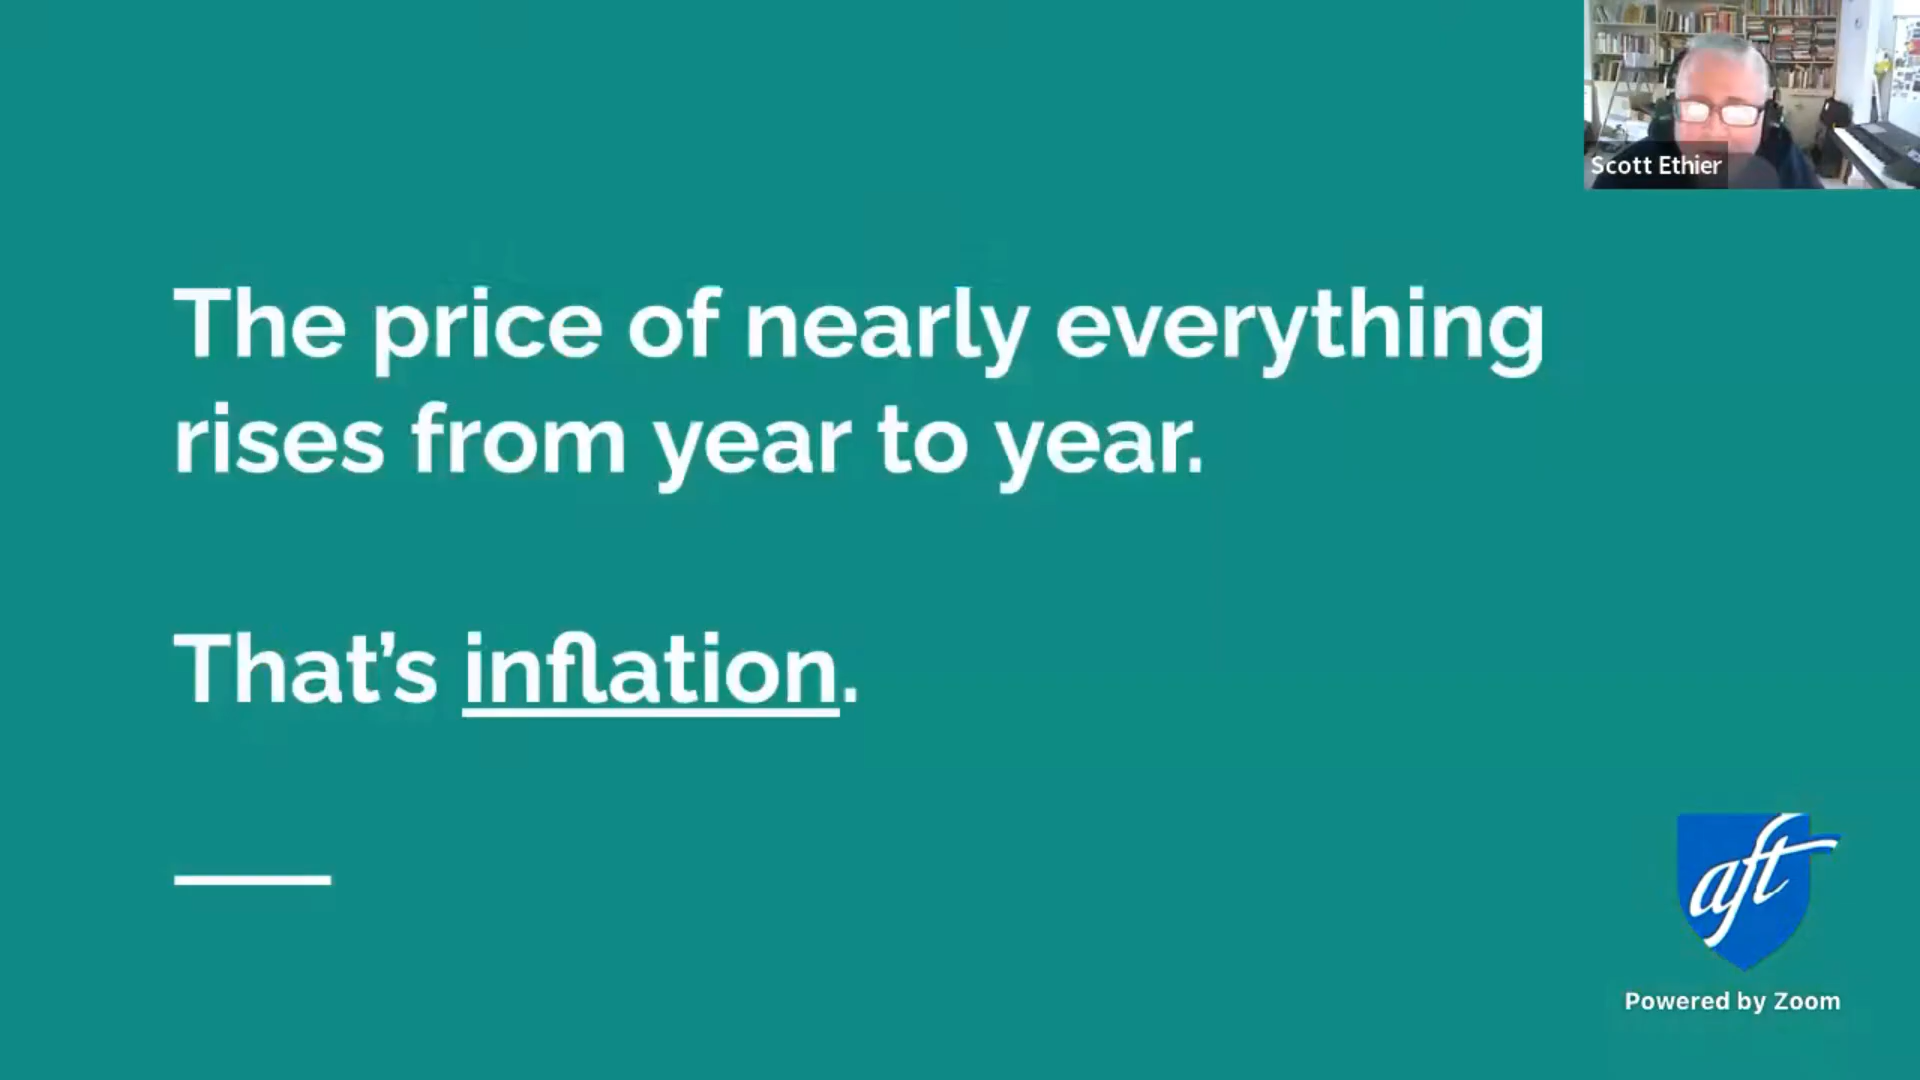 Scott Ethier
The price of nearly everything
rises from year to year.
That’s inflation.
aft
Powered by Zoom